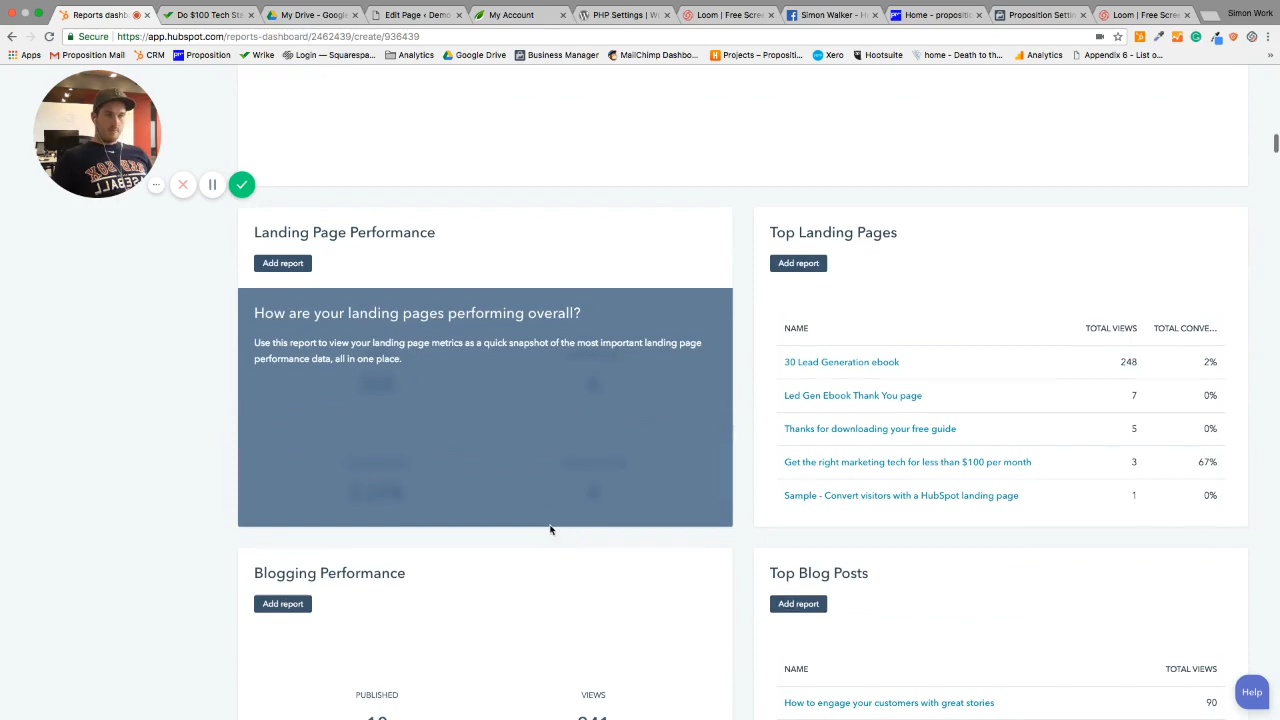 Reports dashb
Do $100 Tech St
My Drive - Googl
Edit Page ‹ Demo
My Account
PHP Settings | W
Loom | Free Scre
Simon Walker - H
Home - propositi
Proposition Setti
Loom | Free Scre
Simon Work
Secure
https://app.hubspot.com/reports-dashboard/2462439/create/936439
Apps
Proposition Mail
CRM
Proposition
Wrike
Login — Squarespa...
Analytics
Google Drive
Business Manager
MailChimp Dashbo...
Projects – Propositi...
Xero
Hootsuite
home - Death to th...
Analytics
Appendix 6 - List o...
»
RED SOX
BASEBALL
Landing Page Performance
Add report
How are your landing pages performing overall?
Use this report to view your landing page metrics as a quick snapshot of the most important landing page
performance data, all in one place.
Top Landing Pages
Add report
NAME TOTAL VIEWS TOTAL CONVE...
30 Lead Generation ebook 248 2%
Led Gen Ebook Thank You page 7 0%
Thanks for downloading your free guide 5 0%
Get the right marketing tech for less than $100 per month 3 67%
Sample - Convert visitors with a HubSpot landing page 1 0%
Blogging Performance
Add report
PUBLISHED VIEWS
Top Blog Posts
Add report
NAME TOTAL VIEWS
How to engage your customers with great stories 90
Help